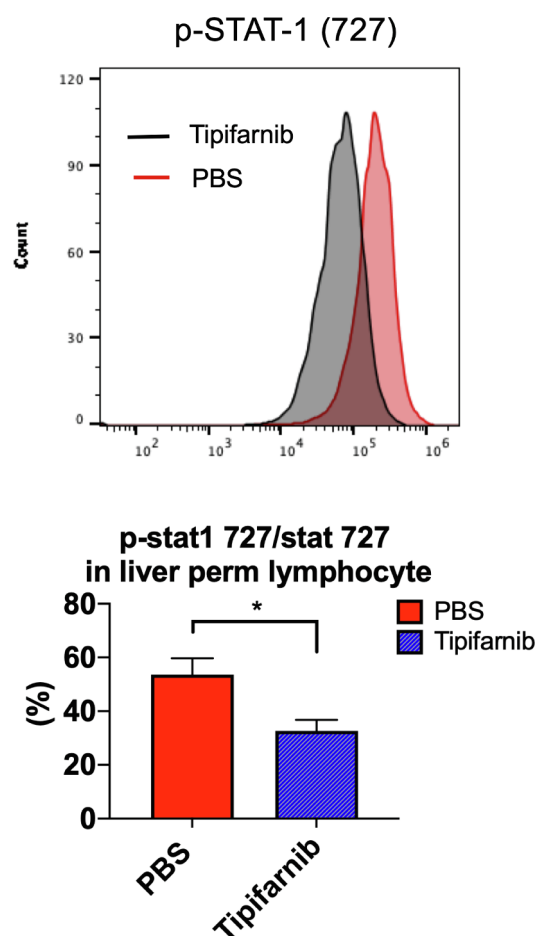 p-STAT-1 (727)
120
90
60
30
0
Count
Tipifarnib
PBS
10^2 10^3 10^4 10^5 10^6
p-stat1 727/stat 727
in liver perm lymphocyte
80
60
40
20
0
(%)
*
PBS
Tipifarnib
PBS
Tipifarnib